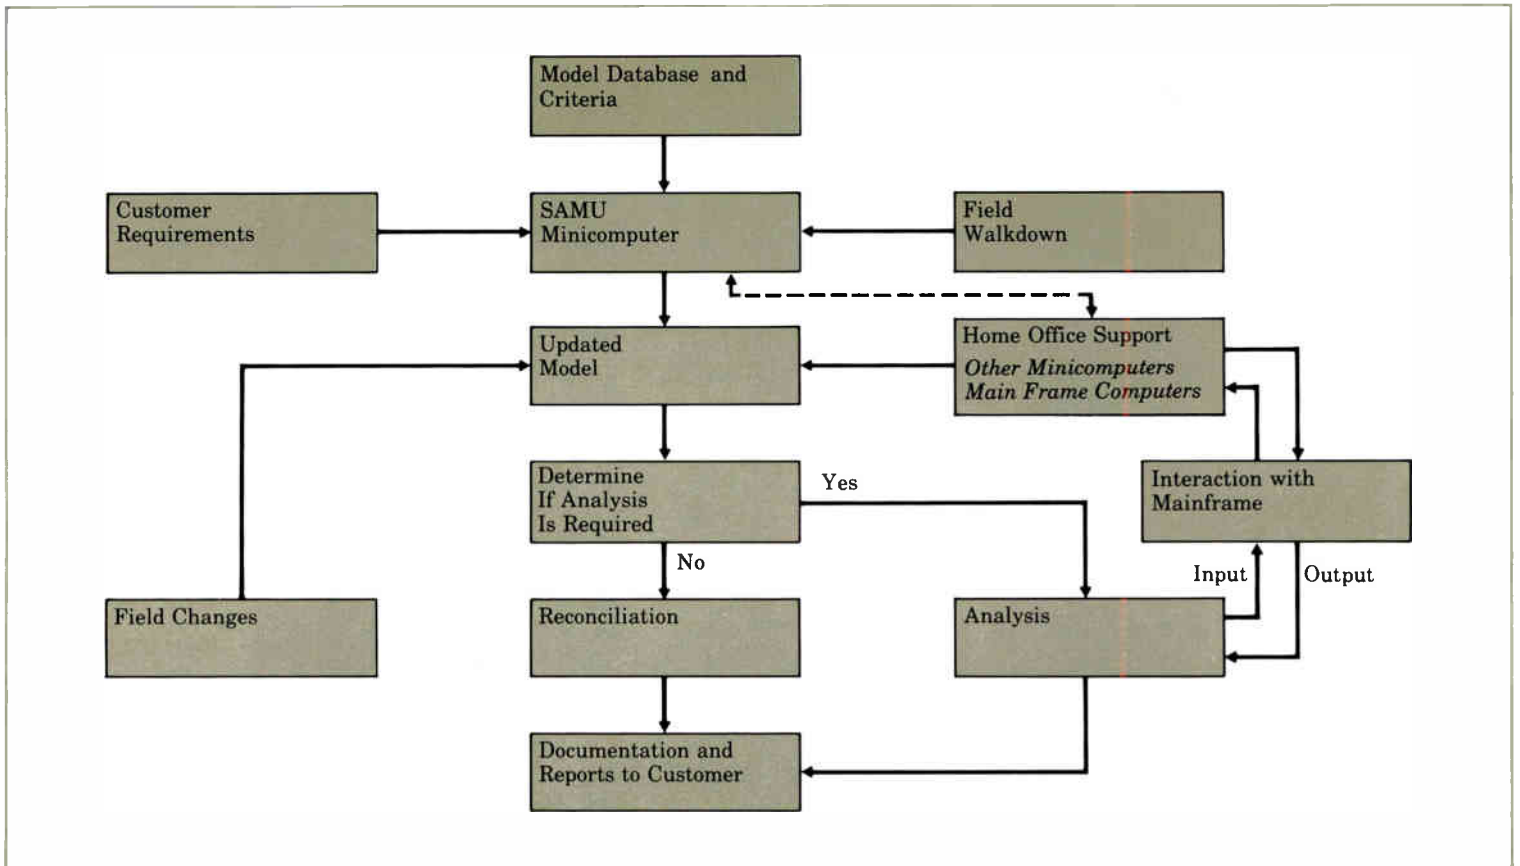 Model Database and
Criteria
Customer
Requirements
SAMU
Minicomputer
Field
Walkdown
Updated
Model
Home Office Support
Other Minicomputers
Main Frame Computers
Determine
If Analysis
Is Required
Yes
Interaction with
Mainframe
No
Input
Output
Field Changes
Reconciliation
Analysis
Documentation and
Reports to Customer